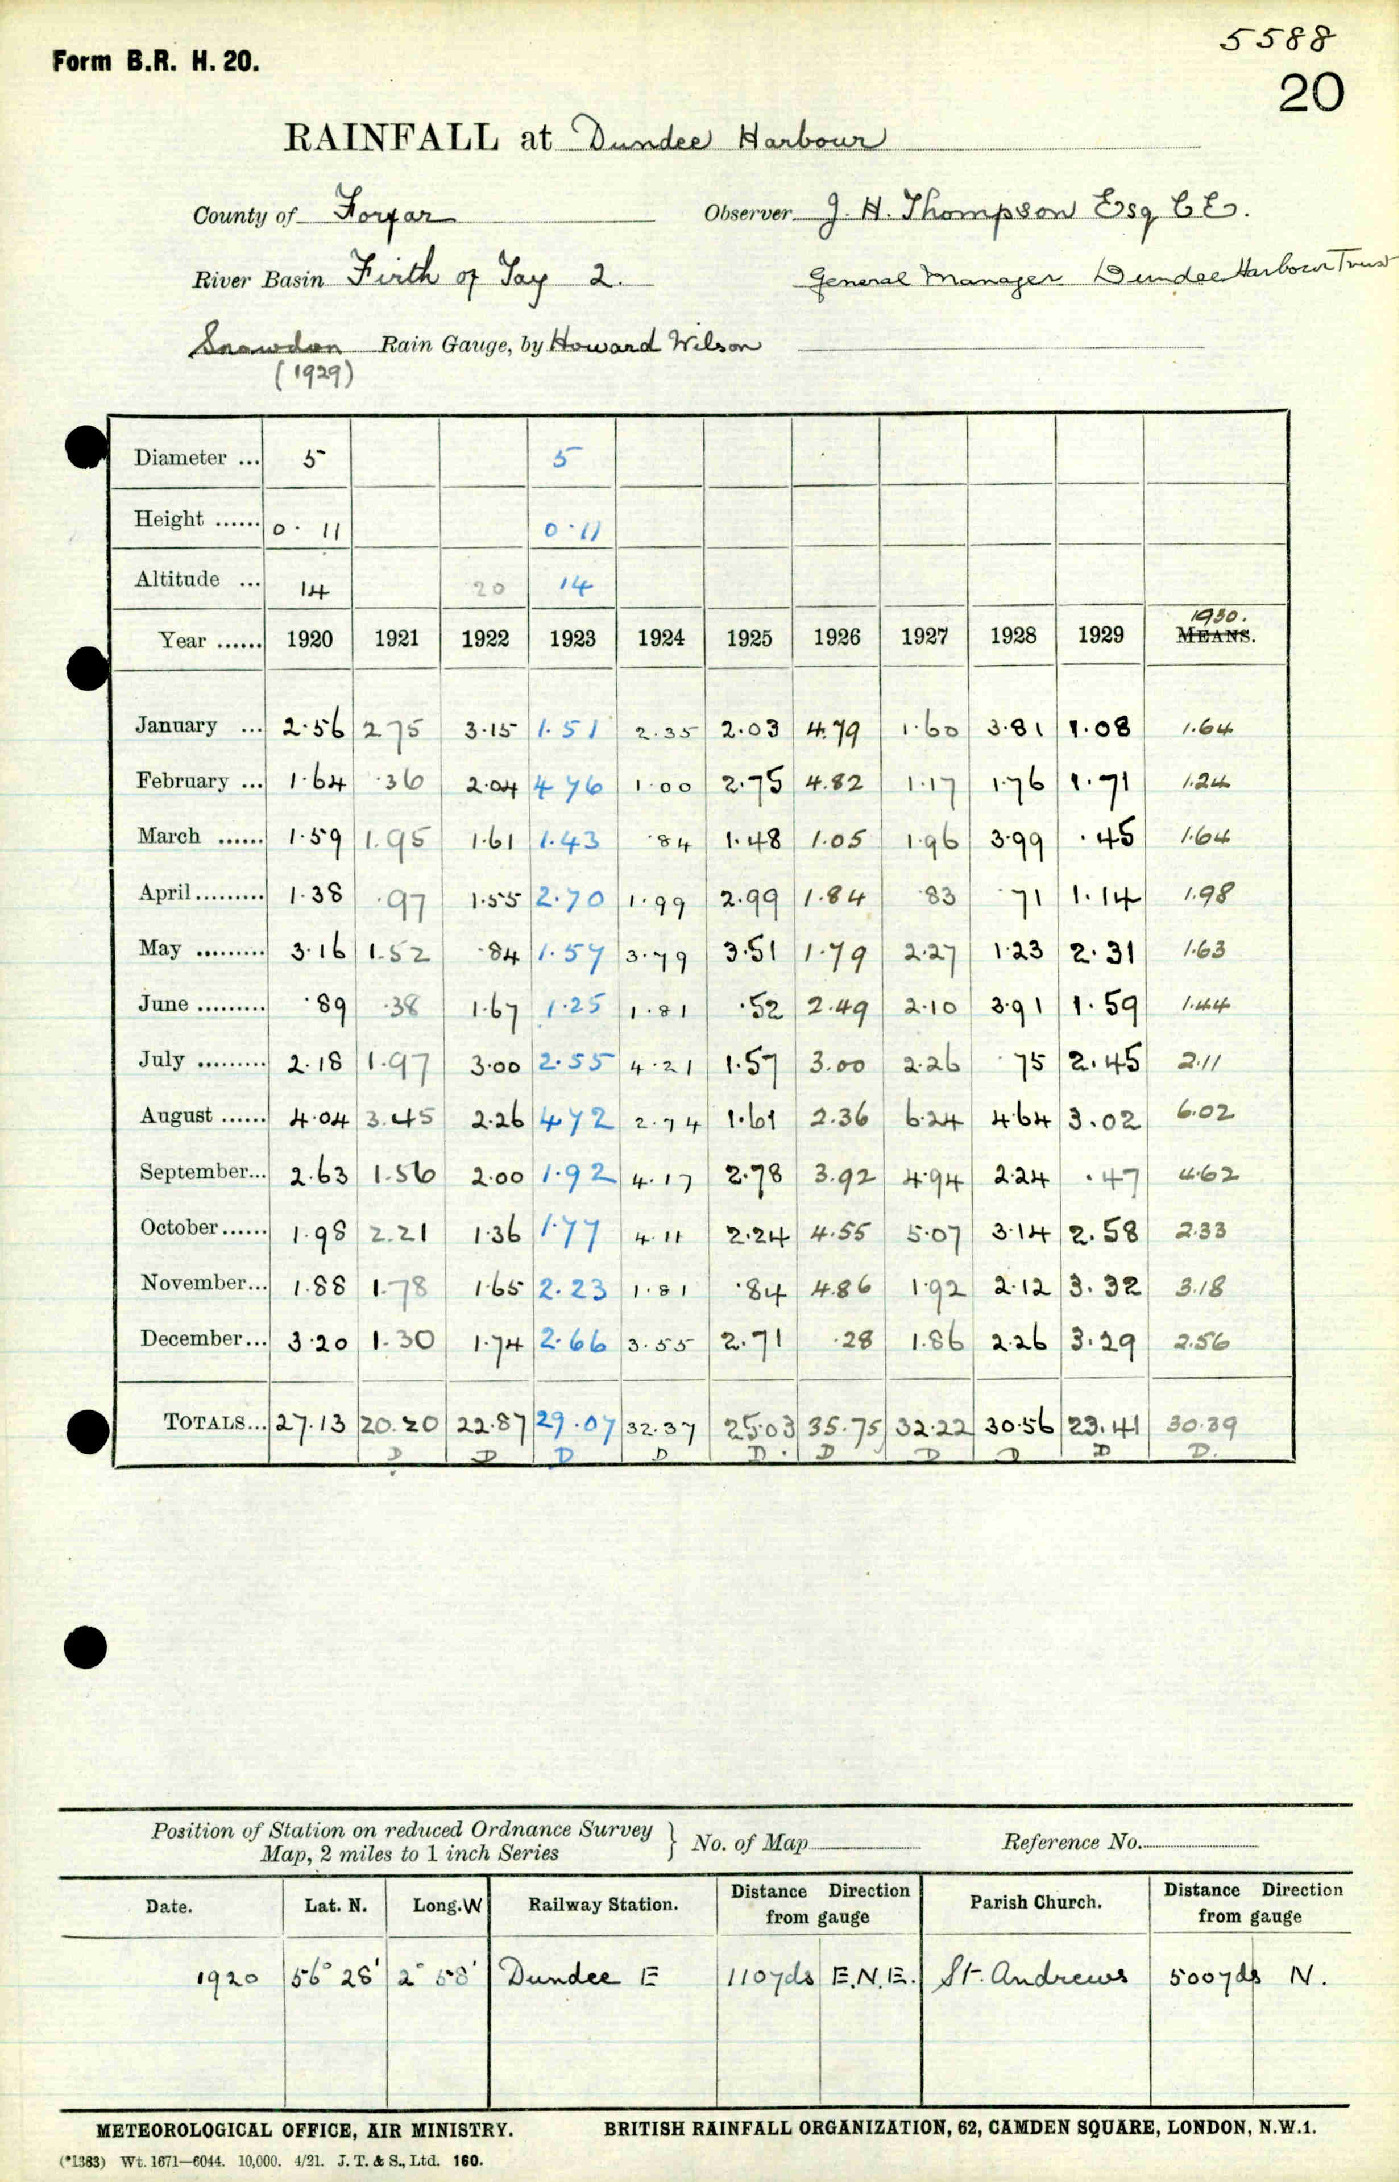 5588
Form B.R. H. 20.
20
RAINFALL at Dundee Harbour
County of Forfar Observer J. H. Thompson Esq C E.
River Basin Firth of Tay 2. General Manager Dundee Harbour Trust
Snowdon Rain Gauge, by Howard Wilson
(1929)
Diameter ... 5 5
Height ...... 0·11 0·11
Altitude ... 14 20 14
1930.
Year ...... 1920 1921 1922 1923 1924 1925 1926 1927 1928 1929 MEANS.
January ... 2·56 2 75 3·15 1·51 2·35 2·03 4·79 1·60 3·81 1·08 1·64
February ... 1·64 ·36 2·04 4 76 1·00 2·75 4·82 1·17 1·76 1·71 1·24
March ...... 1·59 1·95 1·61 1·43 ·84 1·48 1·05 1·96 3·99 ·45 1·64
April......... 1·38 ·97 1·55 2·70 1·99 2·99 1·84 ·83 ·71 1·14 1·98
May ......... 3·16 1·52 ·84 1·57 3·79 3·51 1·79 2·27 1·23 2·31 1·63
June ......... ·89 ·38 1·67 1·25 1·81 ·52 2·49 2·10 3·91 1·59 1·44
July ......... 2·18 1·97 3·00 2·55 4·21 1·57 3·00 2·26 ·75 2·45 2·11
August ...... 4·04 3·45 2·26 4 72 2·74 1·61 2·36 6·24 4·64 3·02 6·02
September... 2·63 1·56 2·00 1·92 4·17 2·78 3·92 4·94 2·24 ·47 4·62
October...... 1·98 2·21 1·36 1·77 4·11 2·24 4·55 5·07 3·14 2·58 2·33
November... 1·88 1·78 1·65 2·23 1·81 ·84 4·86 1·92 2·12 3·32 3·18
December... 3·20 1·30 1·74 2·66 3·55 2·71 ·28 1·86 2·26 3·29 2·56
TOTALS... 27·13 20·20 22·87 29·07 32·37 25·03 35·75 32·22 30·56 23·41 30·39
D D D D D. D D D D D.
Position of Station on reduced Ordnance Survey
Map, 2 miles to 1 inch Series } No. of Map Reference No.
Date. Lat. N. Long.W Railway Station. Distance Direction from gauge Parish Church. Distance Direction from gauge
1920 56° 28' 2° 58' Dundee E 110yds E.N.E. St. Andrews 500yds N.
METEOROLOGICAL OFFICE, AIR MINISTRY. BRITISH RAINFALL ORGANIZATION, 62, CAMDEN SQUARE, LONDON, N.W.1.
(*1383) Wt. 1671—6044. 10,000. 4/21. J. T. & S., Ltd. 160.